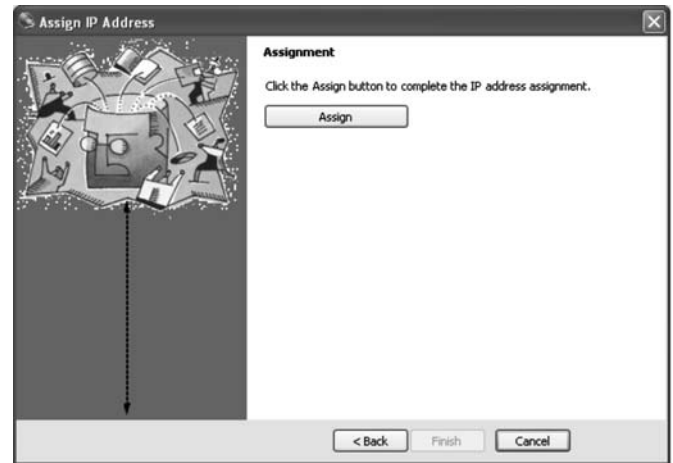 Assign IP Address
Assignment
Click the Assign button to complete the IP address assignment.
Assign
< Back Finish Cancel